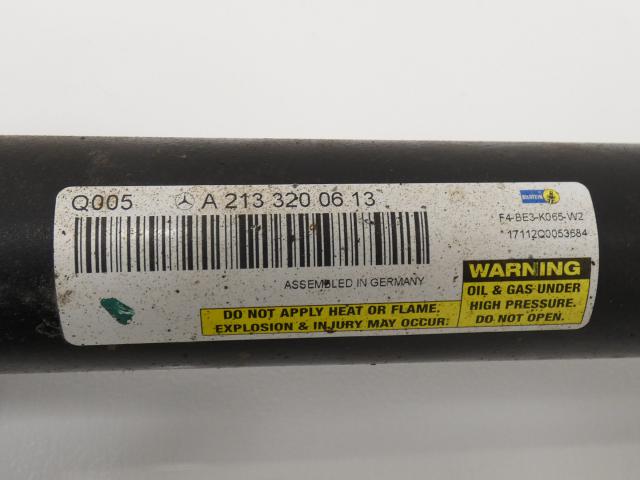 Q005 A 213 320 06 13
ASSEMBLED IN GERMANY
BILSTEIN
F4-BE3-K065-W2
*17112Q0053684
WARNING
OIL & GAS UNDER
HIGH PRESSURE.
DO NOT OPEN.
DO NOT APPLY HEAT OR FLAME.
EXPLOSION & INJURY MAY OCCUR.